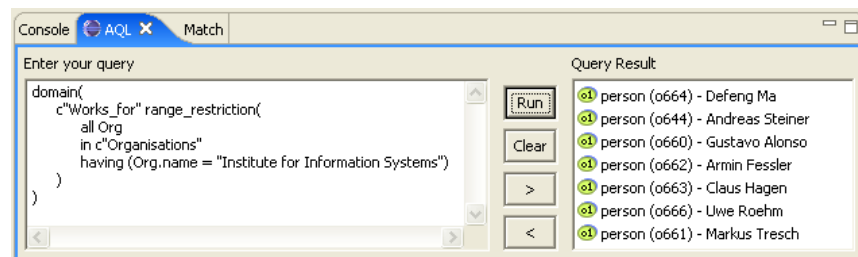 Console AQL Match
Enter your query
domain(
c"Works_for" range_restriction(
all Org
in c"Organisations"
having (Org.name = "Institute for Information Systems")
)
)
Run
Clear
>
<
Query Result
o1 person (o664) - Defeng Ma
o1 person (o644) - Andreas Steiner
o1 person (o660) - Gustavo Alonso
o1 person (o662) - Armin Fessler
o1 person (o663) - Claus Hagen
o1 person (o666) - Uwe Roehm
o1 person (o661) - Markus Tresch